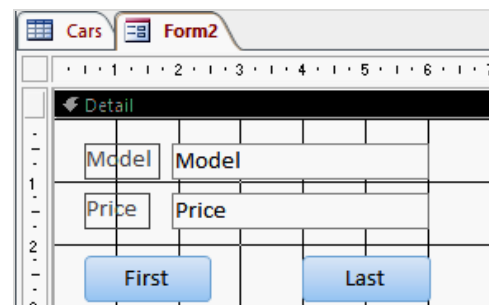 Cars Form2
1 2 3 4 5 6
Detail
Model Model
1
Price Price
2
First Last